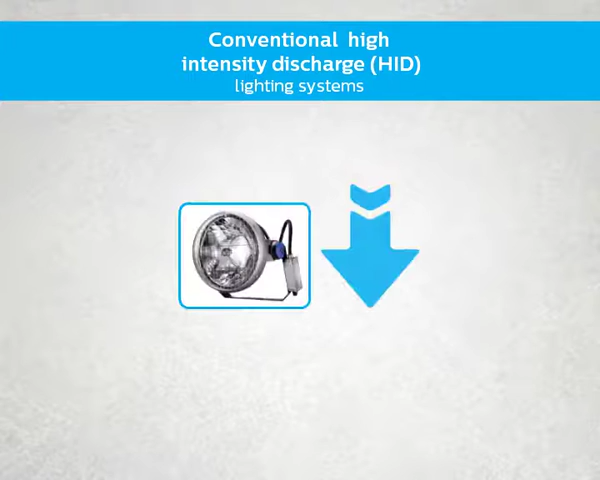 Conventional high
intensity discharge (HID)
lighting systems